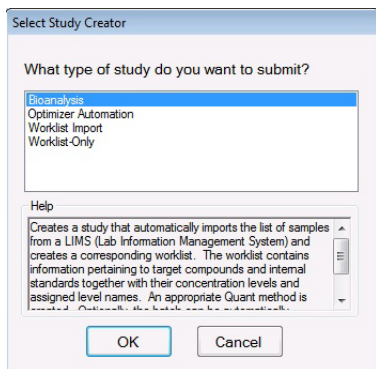 Select Study Creator
What type of study do you want to submit?
Bioanalysis
Optimizer Automation
Worklist Import
Worklist-Only
Help
Creates a study that automatically imports the list of samples
from a LIMS (Lab Information Management System) and
creates a corresponding worklist. The worklist contains
information pertaining to target compounds and internal
standards together with their concentration levels and
assigned level names. An appropriate Quant method is
created. Optionally, the batch can be automatically
OK
Cancel